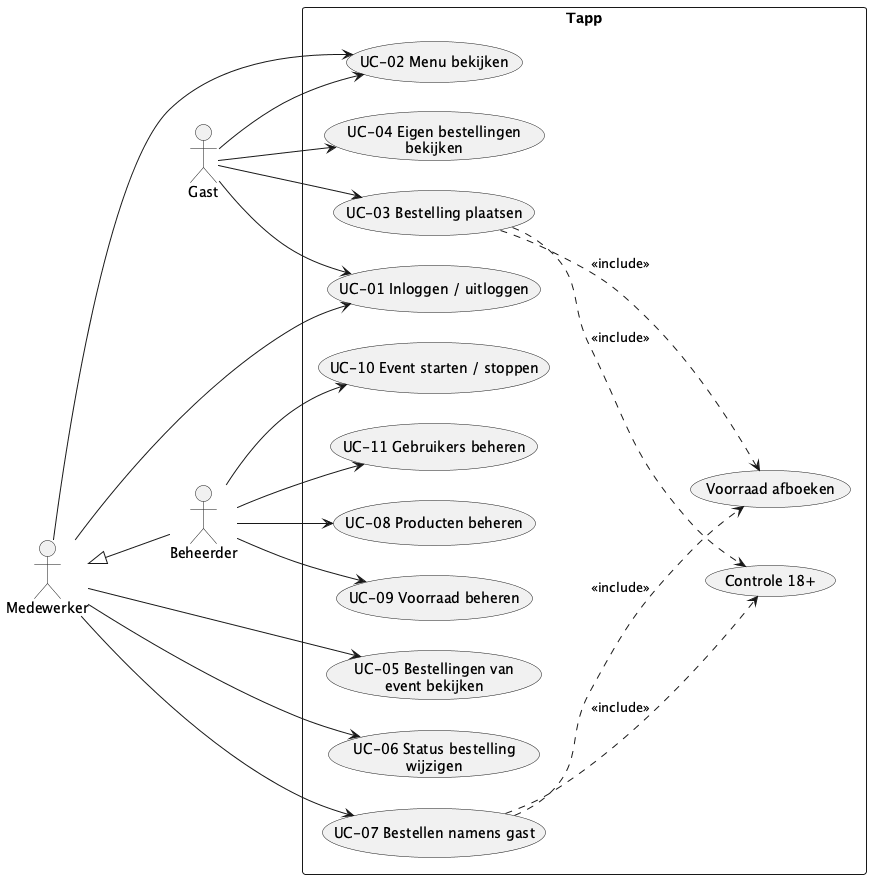 Tapp
UC-02 Menu bekijken
UC-04 Eigen bestellingen
bekijken
Gast
UC-03 Bestelling plaatsen
«include»
UC-01 Inloggen / uitloggen
«include»
UC-10 Event starten / stoppen
UC-11 Gebruikers beheren
Voorraad afboeken
UC-08 Producten beheren
Beheerder
Controle 18+
«include»
UC-09 Voorraad beheren
Medewerker
UC-05 Bestellingen van
event bekijken
«include»
UC-06 Status bestelling
wijzigen
UC-07 Bestellen namens gast